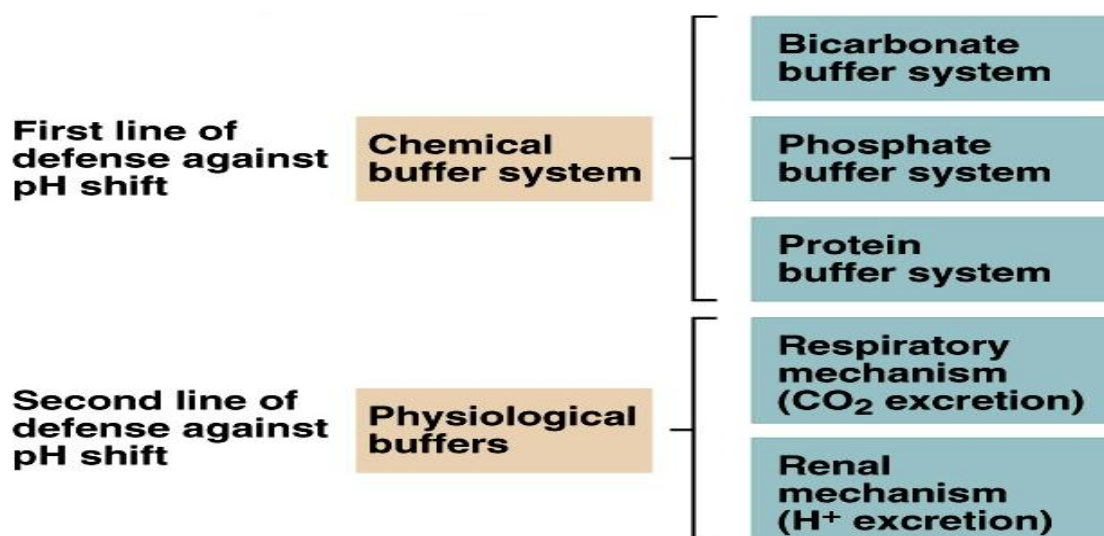 First line of
defense against
pH shift
Chemical
buffer system
Bicarbonate
buffer system
Phosphate
buffer system
Protein
buffer system
Second line of
defense against
pH shift
Physiological
buffers
Respiratory
mechanism
(CO₂ excretion)
Renal
mechanism
(H⁺ excretion)